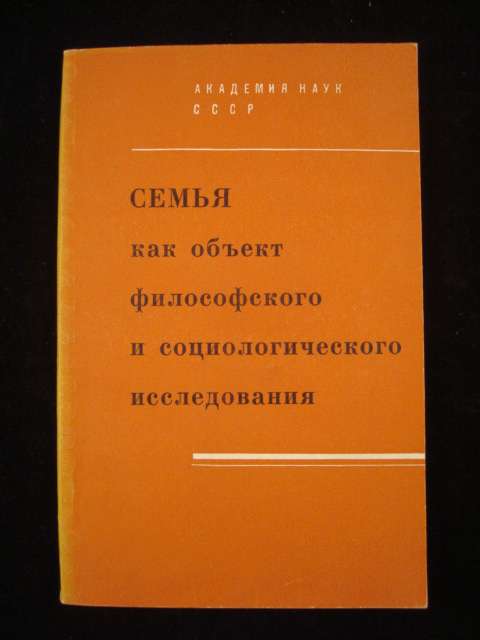 АКАДЕМИЯ НАУК
СССР
СЕМЬЯ
как объект
философского
и социологического
исследования